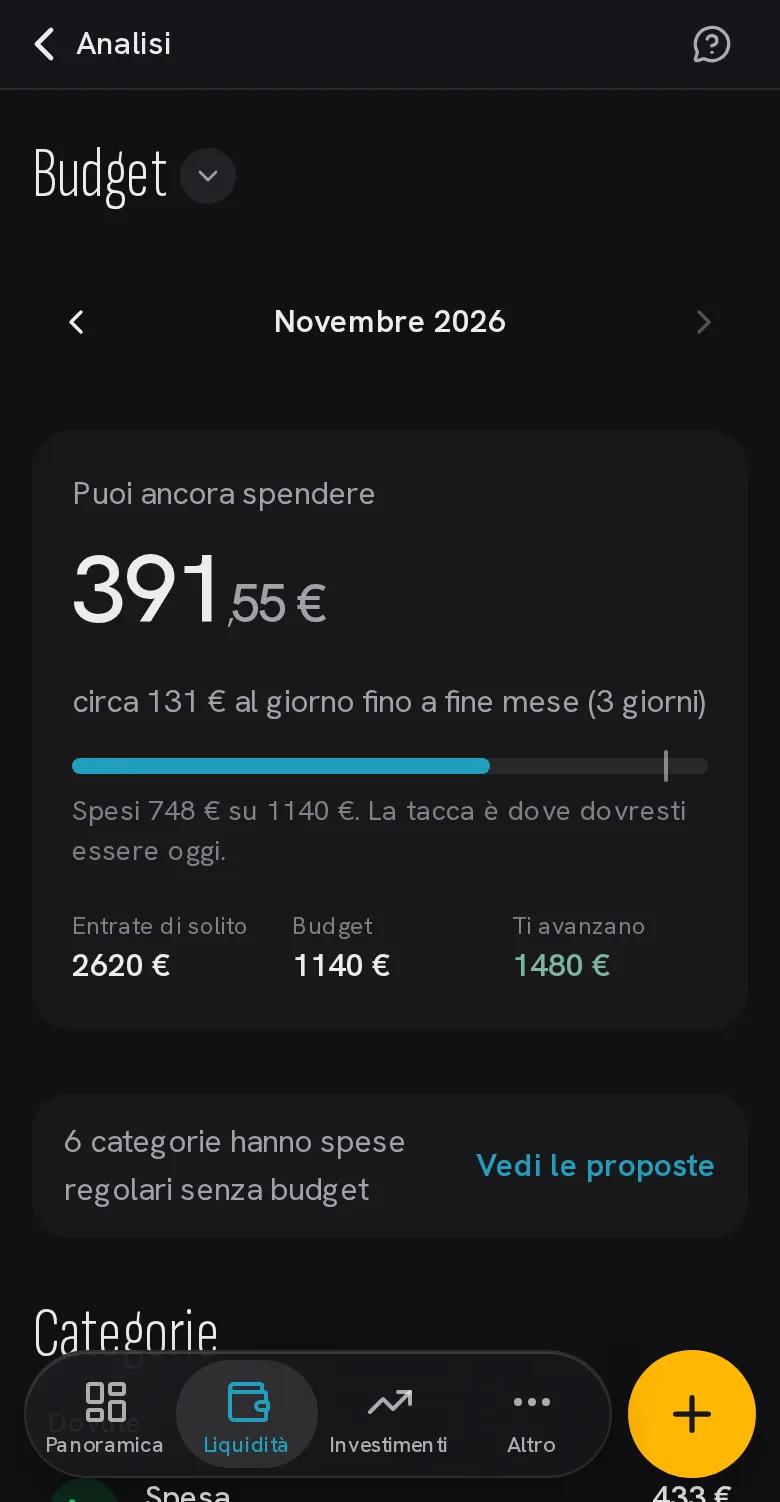 Analisi
Budget
Novembre 2026
Puoi ancora spendere
391,55 €
circa 131 € al giorno fino a fine mese (3 giorni)
Spesi 748 € su 1140 €. La tacca è dove dovresti
essere oggi.
Entrate di solito Budget Ti avanzano
2620 € 1140 € 1480 €
6 categorie hanno spese
regolari senza budget
Vedi le proposte
Categorie
Panoramica Liquidità Investimenti Altro
Spesa 433 €